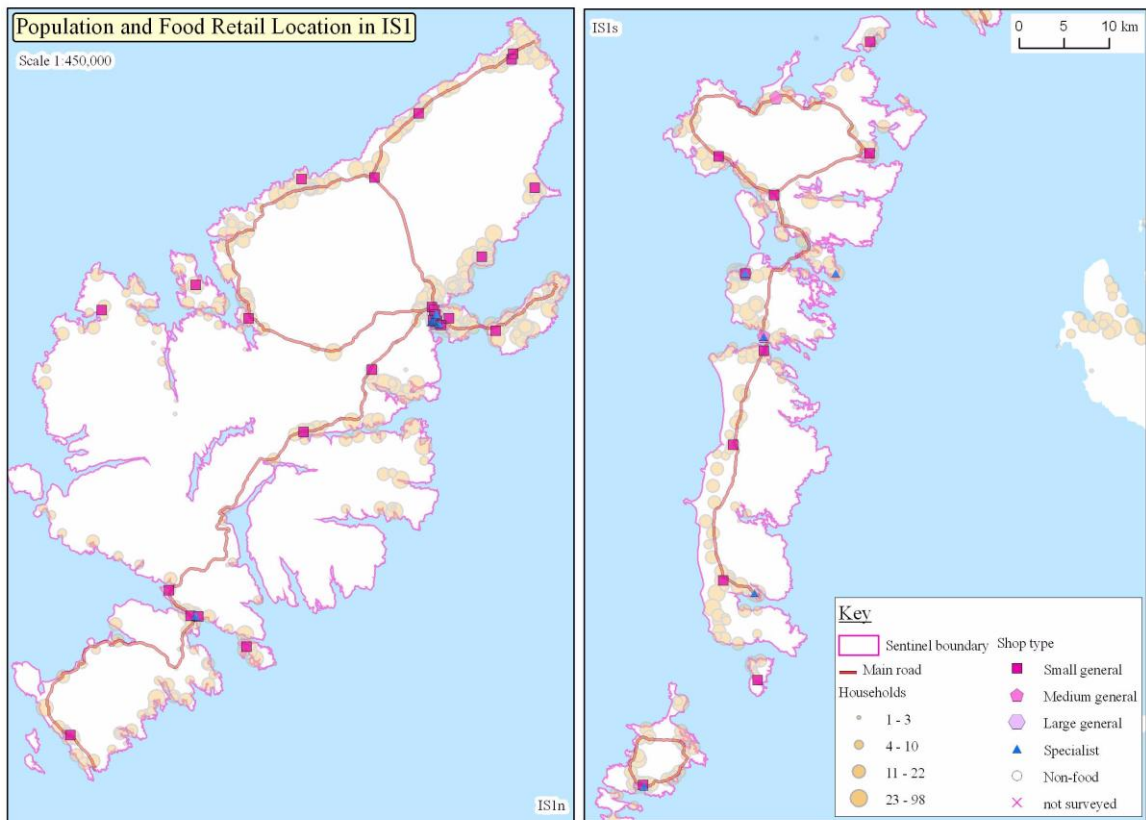 Population and Food Retail Location in IS1
Scale 1:450,000
IS1n
IS1s
0 5 10 km
Key
Sentinel boundary
Main road
Households
1 - 3
4 - 10
11 - 22
23 - 98
Shop type
Small general
Medium general
Large general
Specialist
Non-food
not surveyed